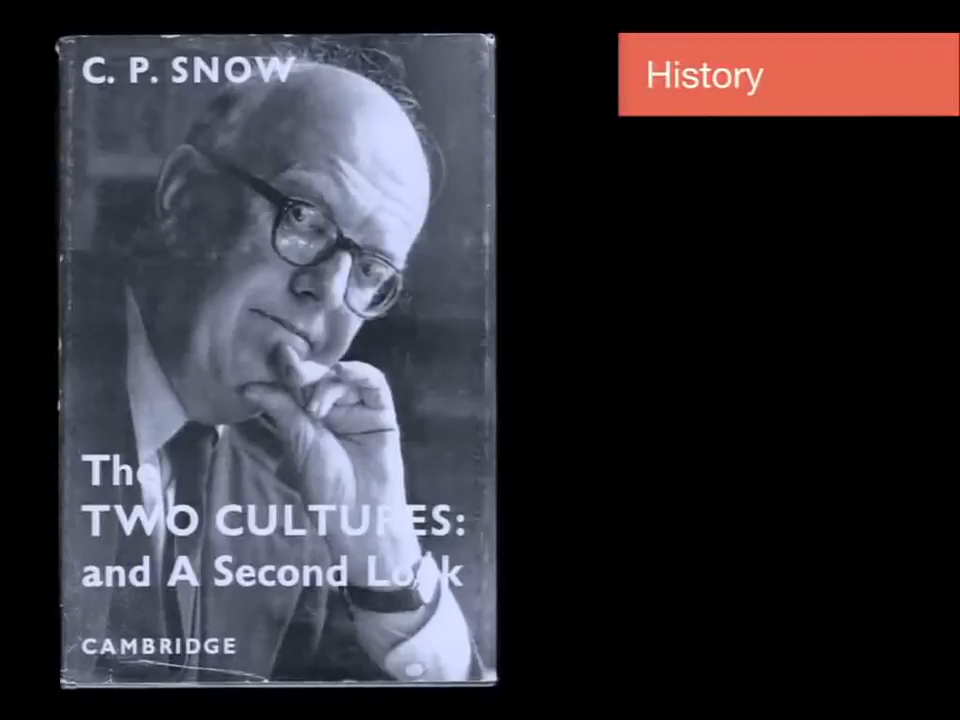 C. P. SNOW
History
The
TWO CULTURES:
and A Second Look
CAMBRIDGE